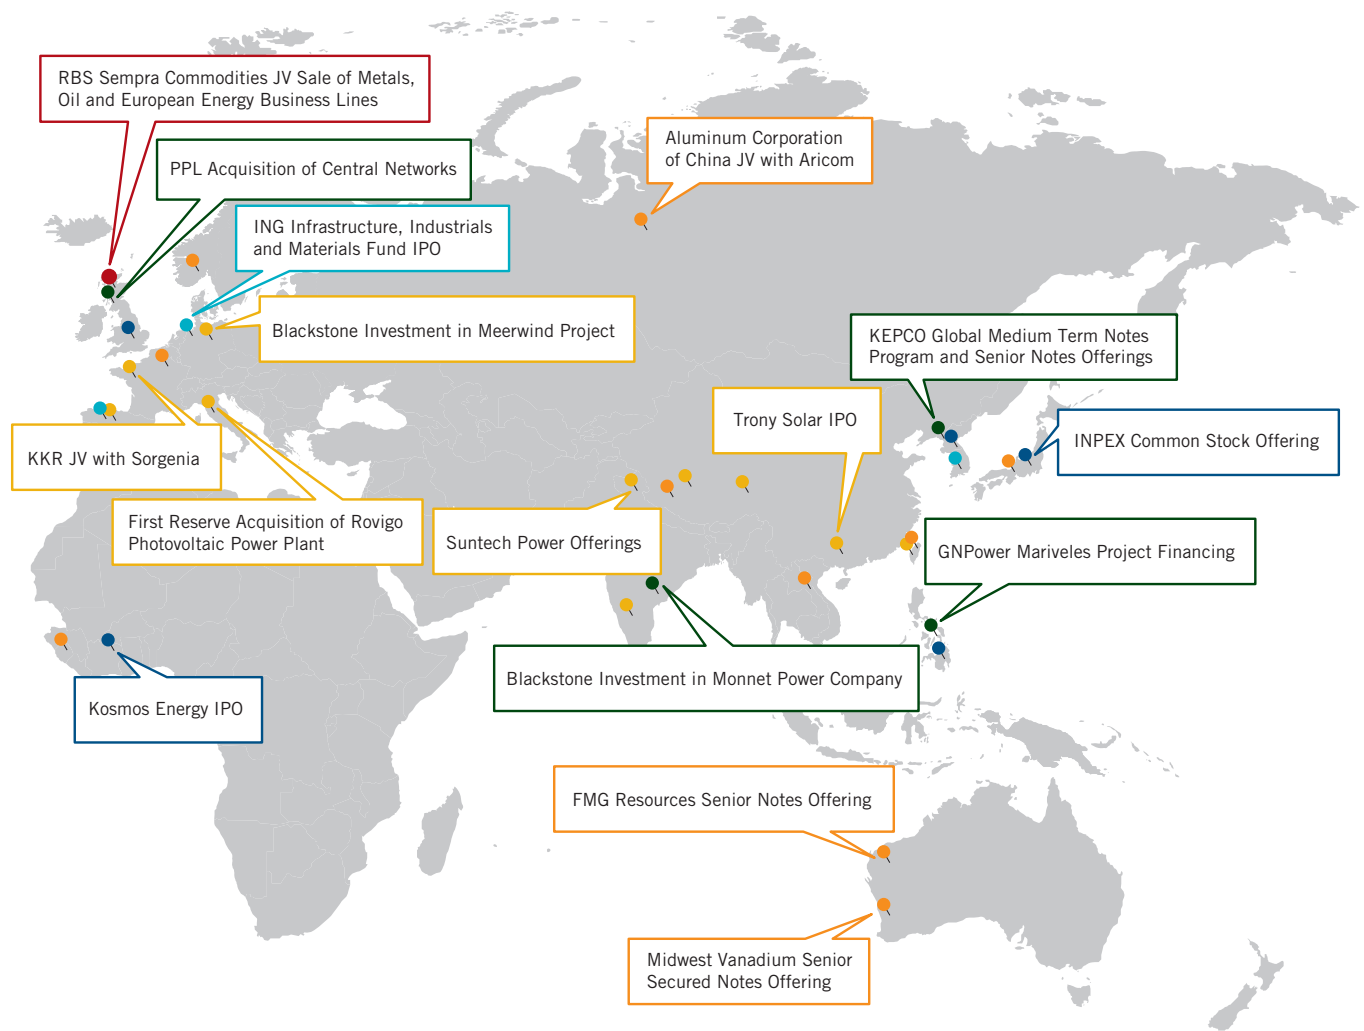 RBS Sempra Commodities JV Sale of Metals,
Oil and European Energy Business Lines
PPL Acquisition of Central Networks
Aluminum Corporation
of China JV with Aricom
ING Infrastructure, Industrials
and Materials Fund IPO
Blackstone Investment in Meerwind Project
KEPCO Global Medium Term Notes
Program and Senior Notes Offerings
Trony Solar IPO
INPEX Common Stock Offering
KKR JV with Sorgenia
First Reserve Acquisition of Rovigo
Photovoltaic Power Plant
Suntech Power Offerings
GNPower Mariveles Project Financing
Blackstone Investment in Monnet Power Company
Kosmos Energy IPO
FMG Resources Senior Notes Offering
Midwest Vanadium Senior
Secured Notes Offering